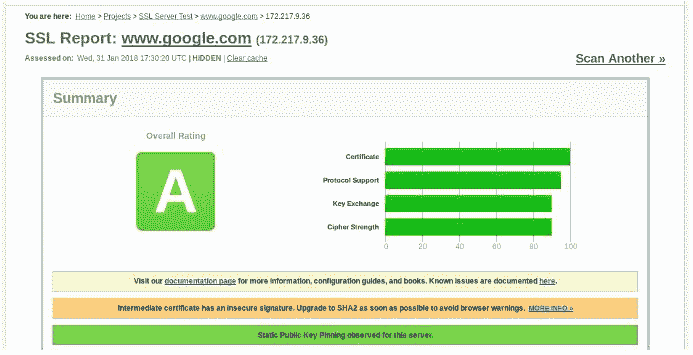 You are here: Home > Projects > SSL Server Test > www.google.com > 172.217.9.36
SSL Report: www.google.com (172.217.9.36)
Assessed on: Wed, 31 Jan 2018 17:30:20 UTC | HIDDEN | Clear cache
Scan Another »
Summary
Overall Rating
A
Certificate
Protocol Support
Key Exchange
Cipher Strength
0 20 40 60 80 100
Visit our documentation page for more information, configuration guides, and books. Known issues are documented here.
Intermediate certificate has an insecure signature. Upgrade to SHA2 as soon as possible to avoid browser warnings. MORE INFO »
Static Public Key Pinning observed for this server.